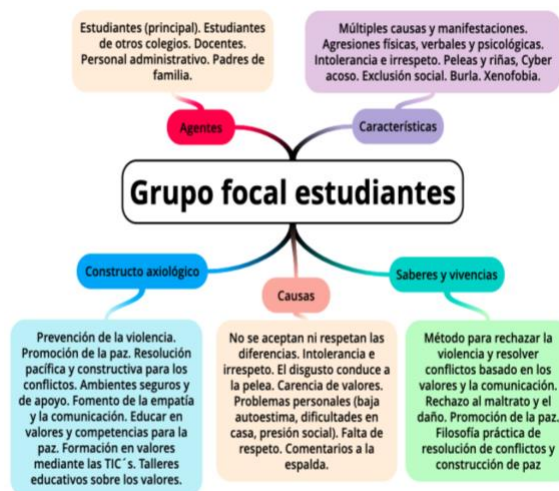 Estudiantes (principal). Estudiantes
de otros colegios. Docentes.
Personal administrativo. Padres de
familia.
Múltiples causas y manifestaciones.
Agresiones físicas, verbales y psicológicas.
Intolerancia e irrespeto. Peleas y riñas, Cyber
acoso. Exclusión social. Burla. Xenofobia.
Agentes
Características
Grupo focal estudiantes
Constructo axiológico
Causas
Saberes y vivencias
Prevención de la violencia.
Promoción de la paz. Resolución
pacífica y constructiva para los
conflictos. Ambientes seguros y
de apoyo. Fomento de la empatía
y la comunicación. Educar en
valores y competencias para la
paz. Formación en valores
mediante las TIC´s. Talleres
educativos sobre los valores.
No se aceptan ni respetan las
diferencias. Intolerancia e
irrespeto. El disgusto conduce a
la pelea. Carencia de valores.
Problemas personales (baja
autoestima, dificultades en
casa, presión social). Falta de
respeto. Comentarios a la
espalda.
Método para rechazar la
violencia y resolver
conflictos basado en los
valores y la comunicación.
Rechazo al maltrato y el
daño. Promoción de la paz.
Filosofía práctica de
resolución de conflictos y
construcción de paz